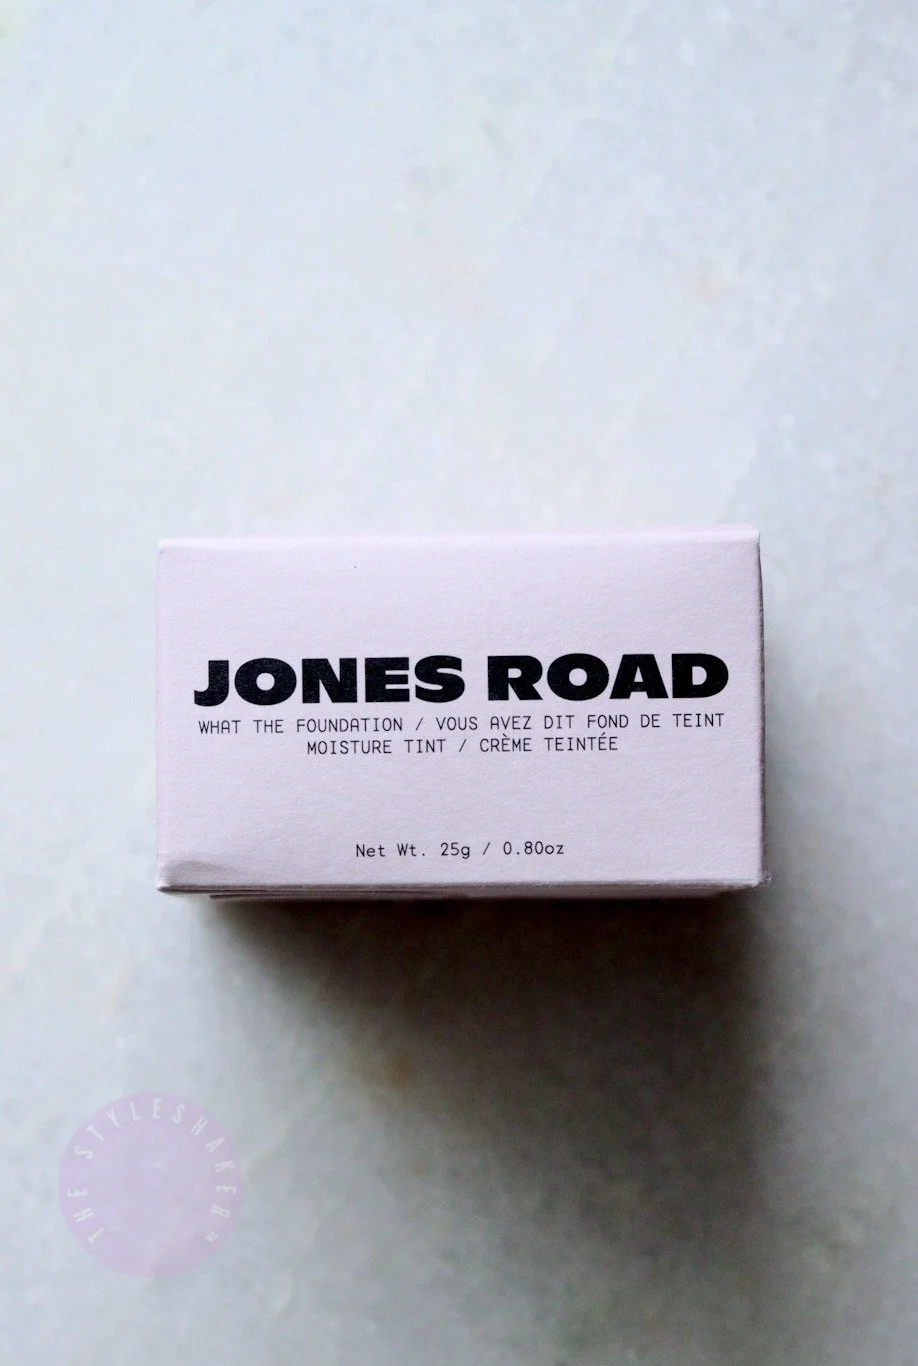 JONES ROAD
WHAT THE FOUNDATION / VOUS AVEZ DIT FOND DE TEINT
MOISTURE TINT / CRÈME TEINTÉE
Net Wt. 25g / 0.80oz
THE STYLESHAKER